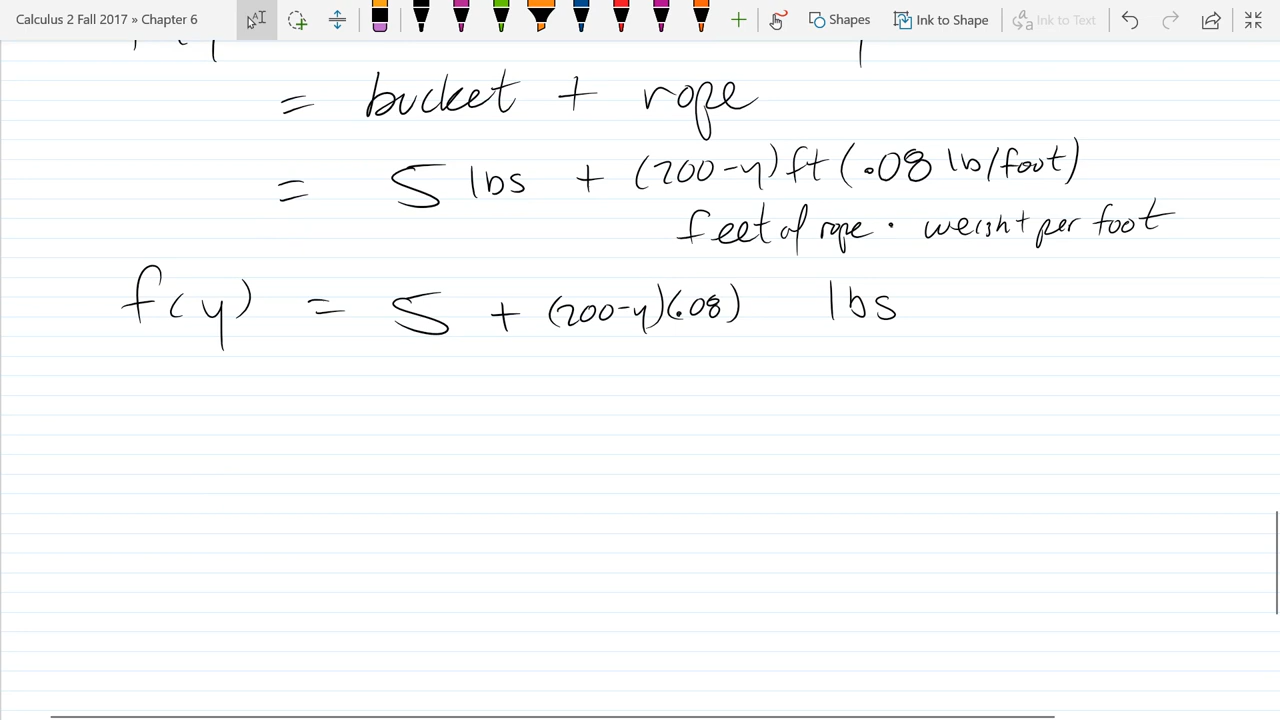 Calculus 2 Fall 2017 » Chapter 6
Shapes
Ink to Shape
Ink to Text
= bucket + rope
= 5 lbs + (200-y)ft (.08 lb/foot)
feet of rope · weight per foot
f(y) = 5 + (200-y)(.08) lbs